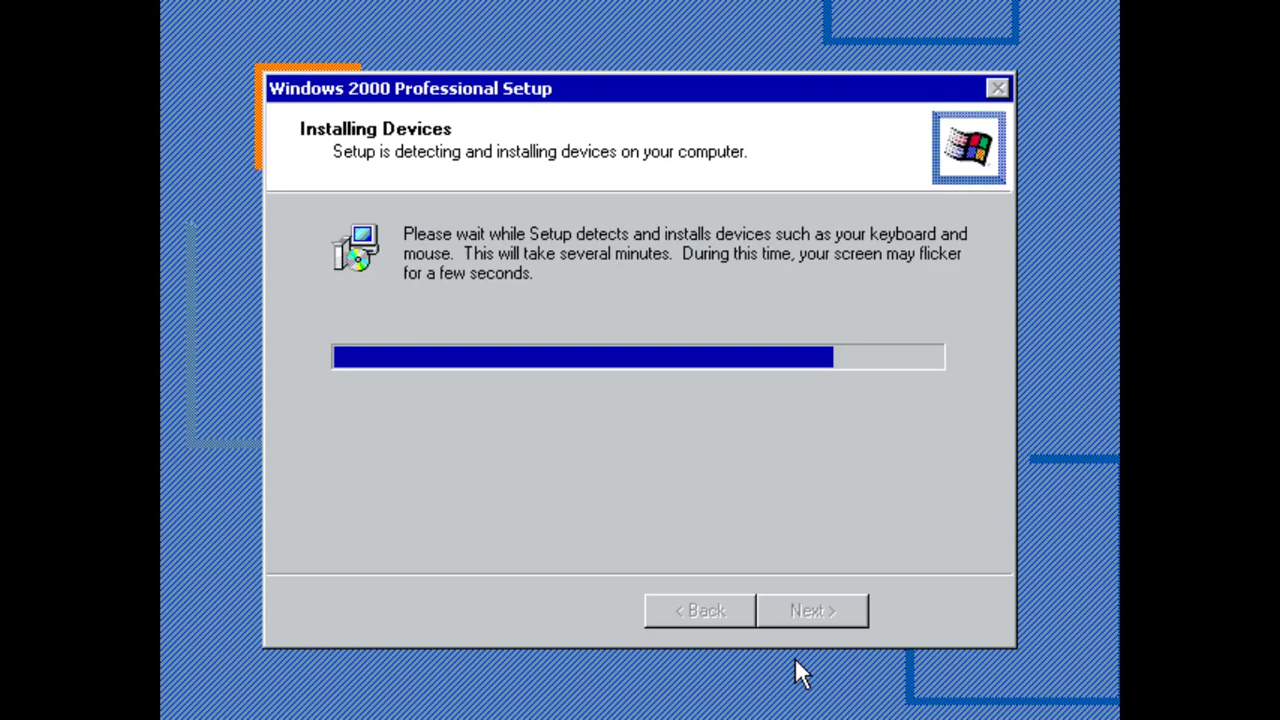 Windows 2000 Professional Setup
Installing Devices
Setup is detecting and installing devices on your computer.
Please wait while Setup detects and installs devices such as your keyboard and
mouse.  This will take several minutes.  During this time, your screen may flicker
for a few seconds.
< Back
Next >